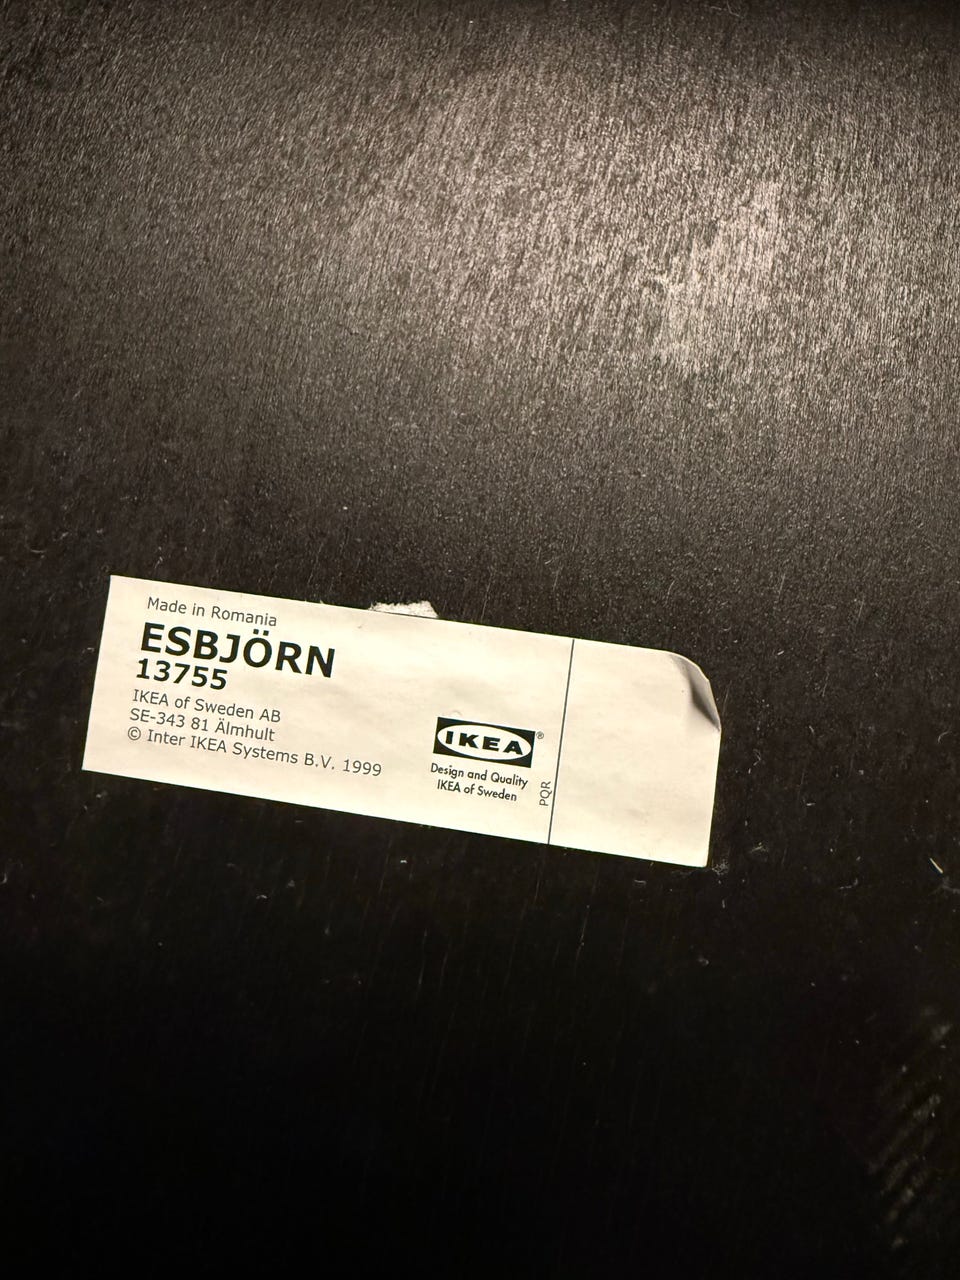 Made in Romania
ESBJÖRN
13755
IKEA of Sweden AB
SE-343 81 Älmhult
© Inter IKEA Systems B.V. 1999
IKEA®
Design and Quality
IKEA of Sweden
PQR